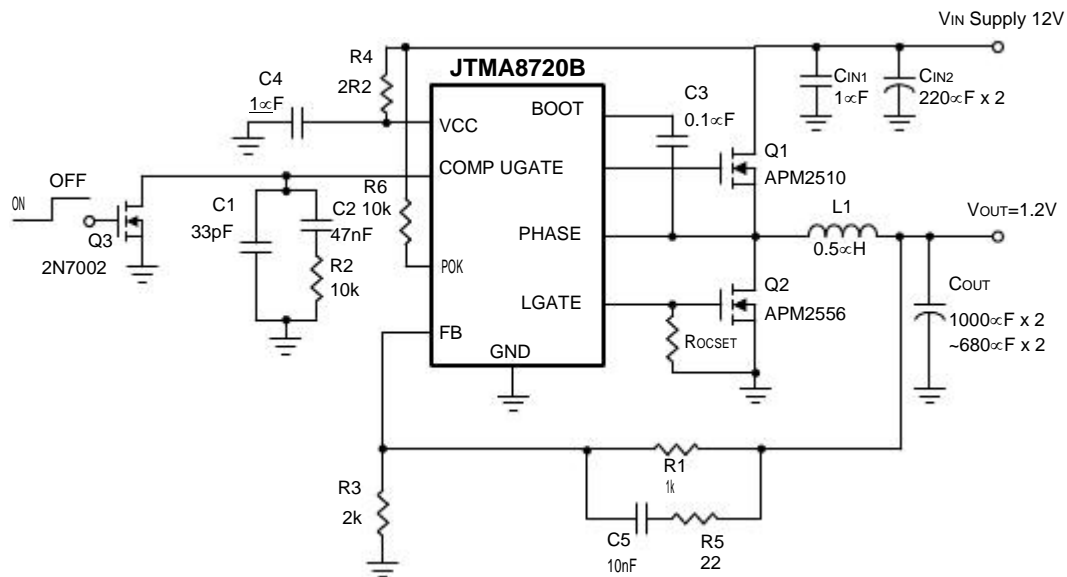 VIN Supply 12V
R4
2R2
JTMA8720B
C4
1∝F
C3
0.1∝F
CIN1
1∝F
CIN2
220∝F x 2
BOOT
VCC
COMP UGATE
Q1
APM2510
ON
OFF
Q3
2N7002
C1
33pF
C2
47nF
R2
10k
R6
10k
PHASE
L1
0.5∝H
VOUT=1.2V
POK
LGATE
Q2
APM2556
ROCSET
COUT
1000∝F x 2
~680∝F x 2
FB
GND
R1
1k
R3
2k
C5
10nF
R5
22